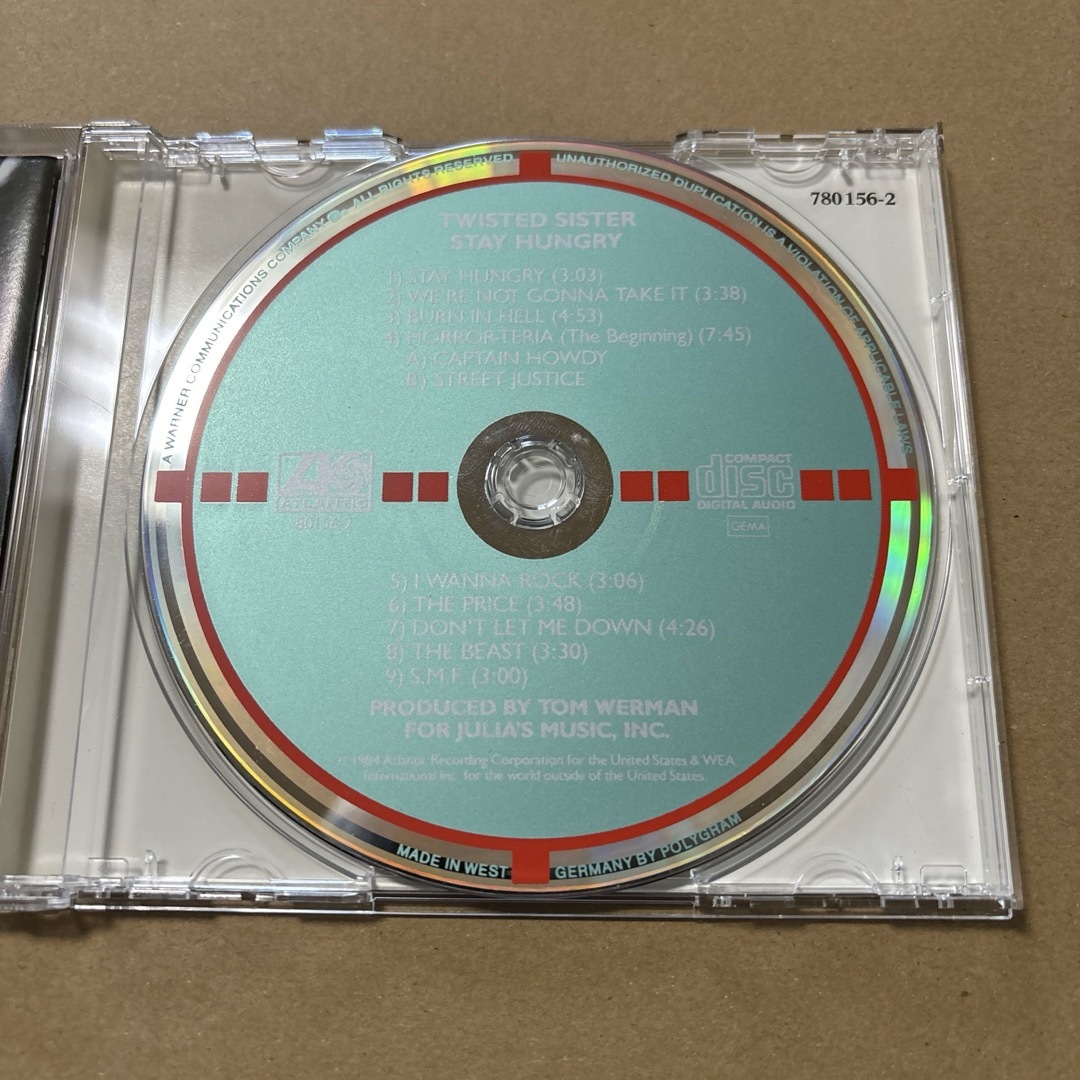 A WARNER COMMUNICATIONS COMPANY ℗ · ALL RIGHTS RESERVED
UNAUTHORIZED DUPLICATION IS A VIOLATION OF APPLICABLE LAWS
780 156-2
TWISTED SISTER
STAY HUNGRY
1) STAY HUNGRY (3:03)
2) WE'RE NOT GONNA TAKE IT (3:38)
3) BURN IN HELL (4:53)
4) HORROR-TERIA (The Beginning) (7:45)
A) CAPTAIN HOWDY
B) STREET JUSTICE
ATLANTIC
80156-2
COMPACT
disc
DIGITAL AUDIO
GEMA
5) I WANNA ROCK (3:06)
6) THE PRICE (3:48)
7) DON'T LET ME DOWN (4:26)
8) THE BEAST (3:30)
9) S.M.F. (3:00)
PRODUCED BY TOM WERMAN
FOR JULIA'S MUSIC, INC.
1984 Atlantic Recording Corporation for the United States & WEA
International Inc. for the world outside of the United States.
MADE IN WEST GERMANY BY POLYGRAM